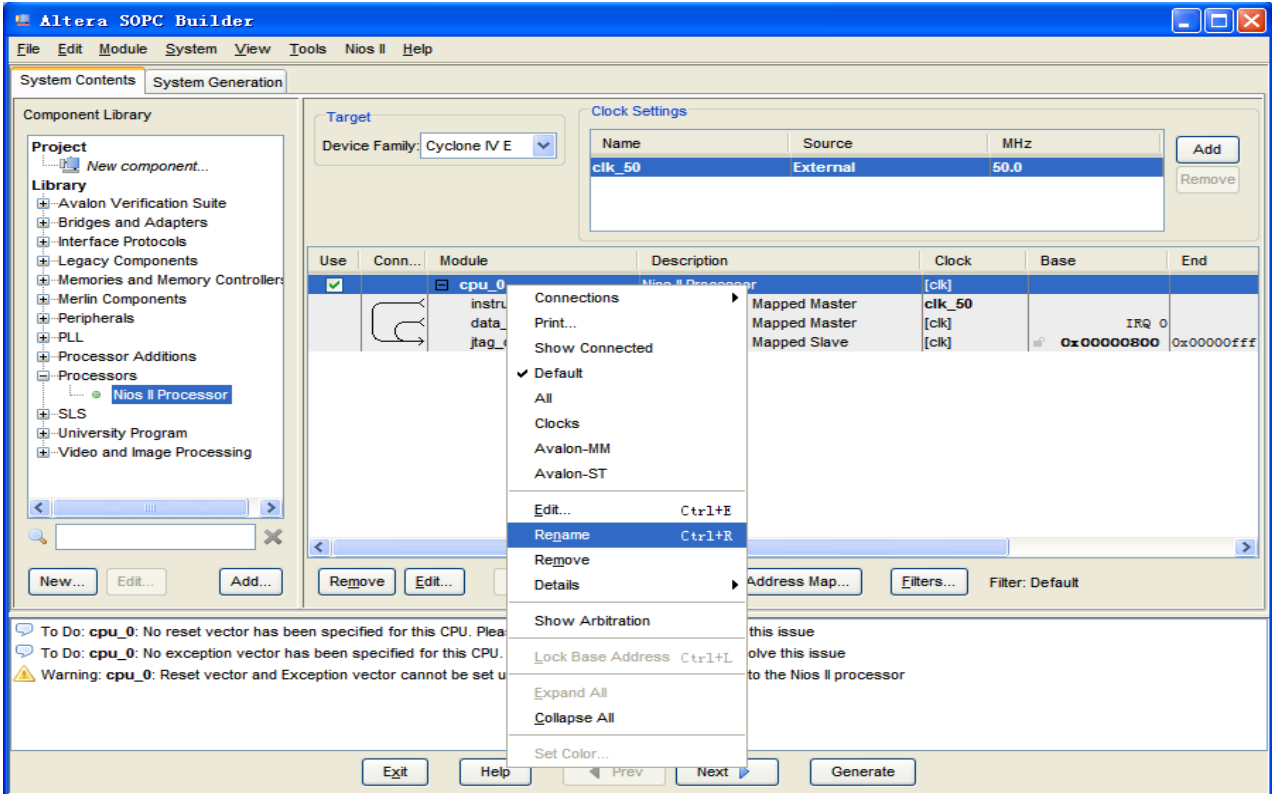 Altera SOPC Builder
File Edit Module System View Tools Nios II Help
System Contents System Generation
Component Library
Project
New component...
Library
Avalon Verification Suite
Bridges and Adapters
Interface Protocols
Legacy Components
Memories and Memory Controllers
Merlin Components
Peripherals
PLL
Processor Additions
Processors
Nios II Processor
SLS
University Program
Video and Image Processing
New... Edit... Add...
Target
Device Family: Cyclone IV E
Clock Settings
Name Source MHz
clk_50 External 50.0
Add
Remove
Use Conn... Module Description Clock Base End
cpu_0 Nios II Processor [clk]
instru Mapped Master clk_50
data_ Mapped Master [clk] IRQ 0
jtag_d Mapped Slave [clk] 0x00000800 0x00000fff
Connections
Print...
Show Connected
Default
All
Clocks
Avalon-MM
Avalon-ST
Edit... Ctrl+E
Rename Ctrl+R
Remove
Details
Show Arbitration
Lock Base Address Ctrl+L
Expand All
Collapse All
Set Color...
Remove Edit... Address Map... Filters... Filter: Default
To Do: cpu_0: No reset vector has been specified for this CPU. Plea this issue
To Do: cpu_0: No exception vector has been specified for this CPU. olve this issue
Warning: cpu_0: Reset vector and Exception vector cannot be set u to the Nios II processor
Exit Help Prev Next Generate